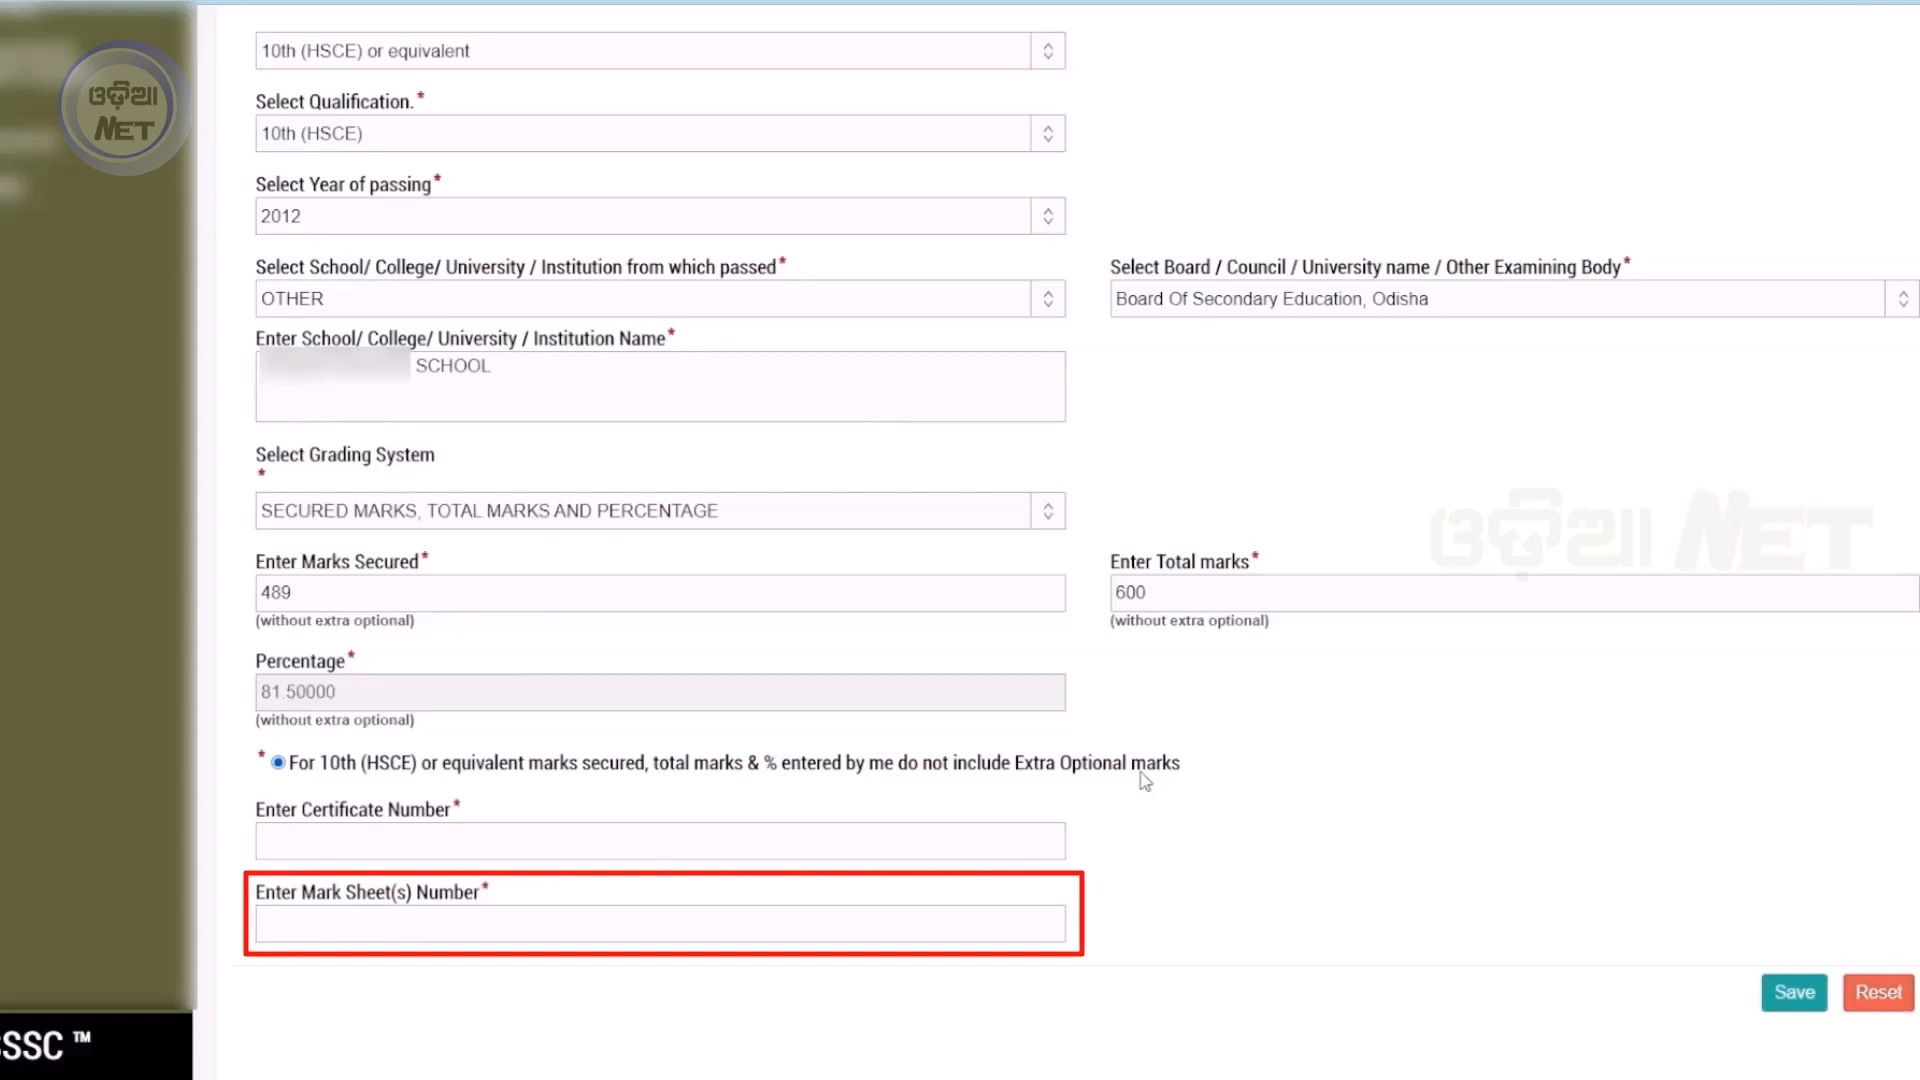 ଓଡ଼ିଆ
NET
10th (HSCE) or equivalent
Select Qualification.*
10th (HSCE)
Select Year of passing*
2012
Select School/ College/ University / Institution from which passed*
OTHER
Select Board / Council / University name / Other Examining Body*
Board Of Secondary Education, Odisha
Enter School/ College/ University / Institution Name*
SCHOOL
Select Grading System
*
SECURED MARKS, TOTAL MARKS AND PERCENTAGE
ଓଡ଼ିଆ NET
Enter Marks Secured*
489
(without extra optional)
Enter Total marks*
600
(without extra optional)
Percentage*
81.50000
(without extra optional)
* For 10th (HSCE) or equivalent marks secured, total marks & % entered by me do not include Extra Optional marks
Enter Certificate Number*
Enter Mark Sheet(s) Number*
Save
Reset
SSC ™